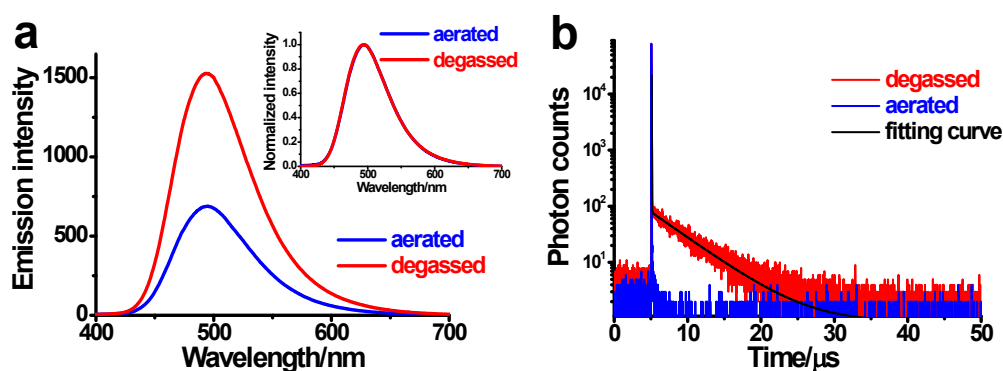 a
Emission intensity
1500
1000
500
0
400
500
600
700
Wavelength/nm
aerated
degassed
Normalized intensity
1.0
0.8
0.6
0.4
0.2
0.0
400
500
600
700
Wavelength/nm
aerated
degassed
b
Photon counts
10⁴
10³
10²
10¹
0
10
20
30
40
50
Time/μs
degassed
aerated
fitting curve